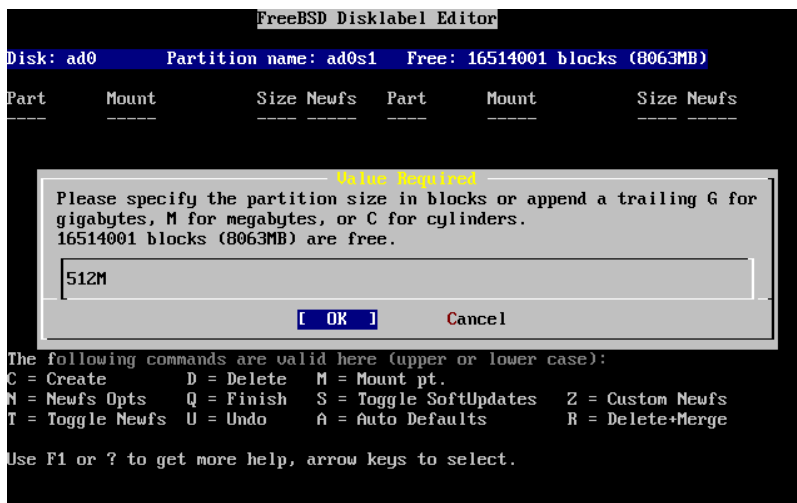 FreeBSD Disklabel Editor
Disk: ad0 Partition name: ad0s1 Free: 16514001 blocks (8063MB)
Part Mount Size Newfs Part Mount Size Newfs
---- ----- ---- ----- ---- ----- ---- -----
Value Required
Please specify the partition size in blocks or append a trailing G for
gigabytes, M for megabytes, or C for cylinders.
16514001 blocks (8063MB) are free.
512M
[ OK ] Cancel
The following commands are valid here (upper or lower case):
C = Create D = Delete M = Mount pt.
N = Newfs Opts Q = Finish S = Toggle SoftUpdates Z = Custom Newfs
T = Toggle Newfs U = Undo A = Auto Defaults R = Delete+Merge
Use F1 or ? to get more help, arrow keys to select.